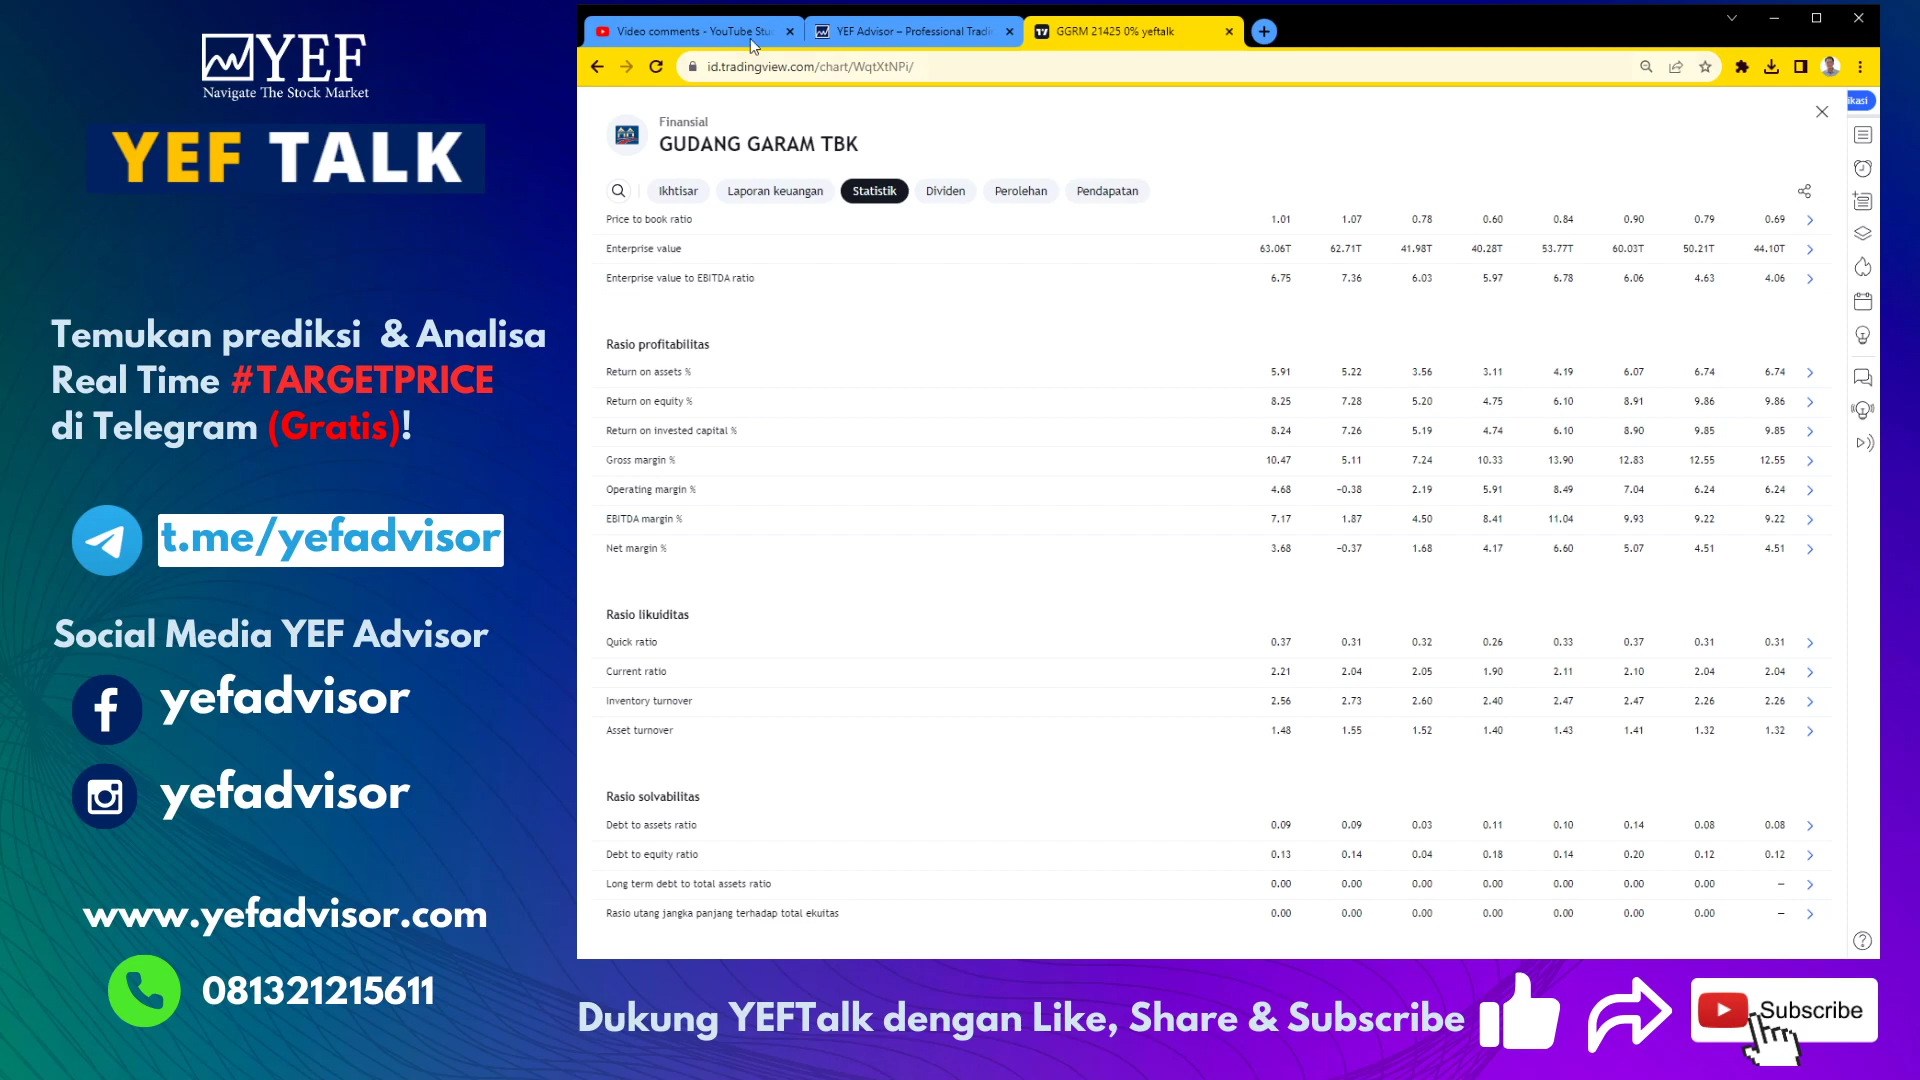 YEF
Navigate The Stock Market
YEF TALK
Temukan prediksi & Analisa
Real Time #TARGETPRICE
di Telegram (Gratis)!
t.me/yefadvisor
Social Media YEF Advisor
yefadvisor
yefadvisor
www.yefadvisor.com
081321215611
Video comments - YouTube Stu
YEF Advisor – Professional Tradi
GGRM 21425 0% yeftalk
id.tradingview.com/chart/WqtXtNPi/
ikasi
Finansial
GUDANG GARAM TBK
Ikhtisar Laporan keuangan Statistik Dividen Perolehan Pendapatan
Price to book ratio 1.01 1.07 0.78 0.60 0.84 0.90 0.79 0.69
Enterprise value 63.06T 62.71T 41.98T 40.28T 53.77T 60.03T 50.21T 44.10T
Enterprise value to EBITDA ratio 6.75 7.36 6.03 5.97 6.78 6.06 4.63 4.06
Rasio profitabilitas
Return on assets % 5.91 5.22 3.56 3.11 4.19 6.07 6.74 6.74
Return on equity % 8.25 7.28 5.20 4.75 6.10 8.91 9.86 9.86
Return on invested capital % 8.24 7.26 5.19 4.74 6.10 8.90 9.85 9.85
Gross margin % 10.47 5.11 7.24 10.33 13.90 12.83 12.55 12.55
Operating margin % 4.68 −0.38 2.19 5.91 8.49 7.04 6.24 6.24
EBITDA margin % 7.17 1.87 4.50 8.41 11.04 9.93 9.22 9.22
Net margin % 3.68 −0.37 1.68 4.17 6.60 5.07 4.51 4.51
Rasio likuiditas
Quick ratio 0.37 0.31 0.32 0.26 0.33 0.37 0.31 0.31
Current ratio 2.21 2.04 2.05 1.90 2.11 2.10 2.04 2.04
Inventory turnover 2.56 2.73 2.60 2.40 2.47 2.47 2.26 2.26
Asset turnover 1.48 1.55 1.52 1.40 1.43 1.41 1.32 1.32
Rasio solvabilitas
Debt to assets ratio 0.09 0.09 0.03 0.11 0.10 0.14 0.08 0.08
Debt to equity ratio 0.13 0.14 0.04 0.18 0.14 0.20 0.12 0.12
Long term debt to total assets ratio 0.00 0.00 0.00 0.00 0.00 0.00 0.00 —
Rasio utang jangka panjang terhadap total ekuitas 0.00 0.00 0.00 0.00 0.00 0.00 0.00 —
Dukung YEFTalk dengan Like, Share & Subscribe
Subscribe